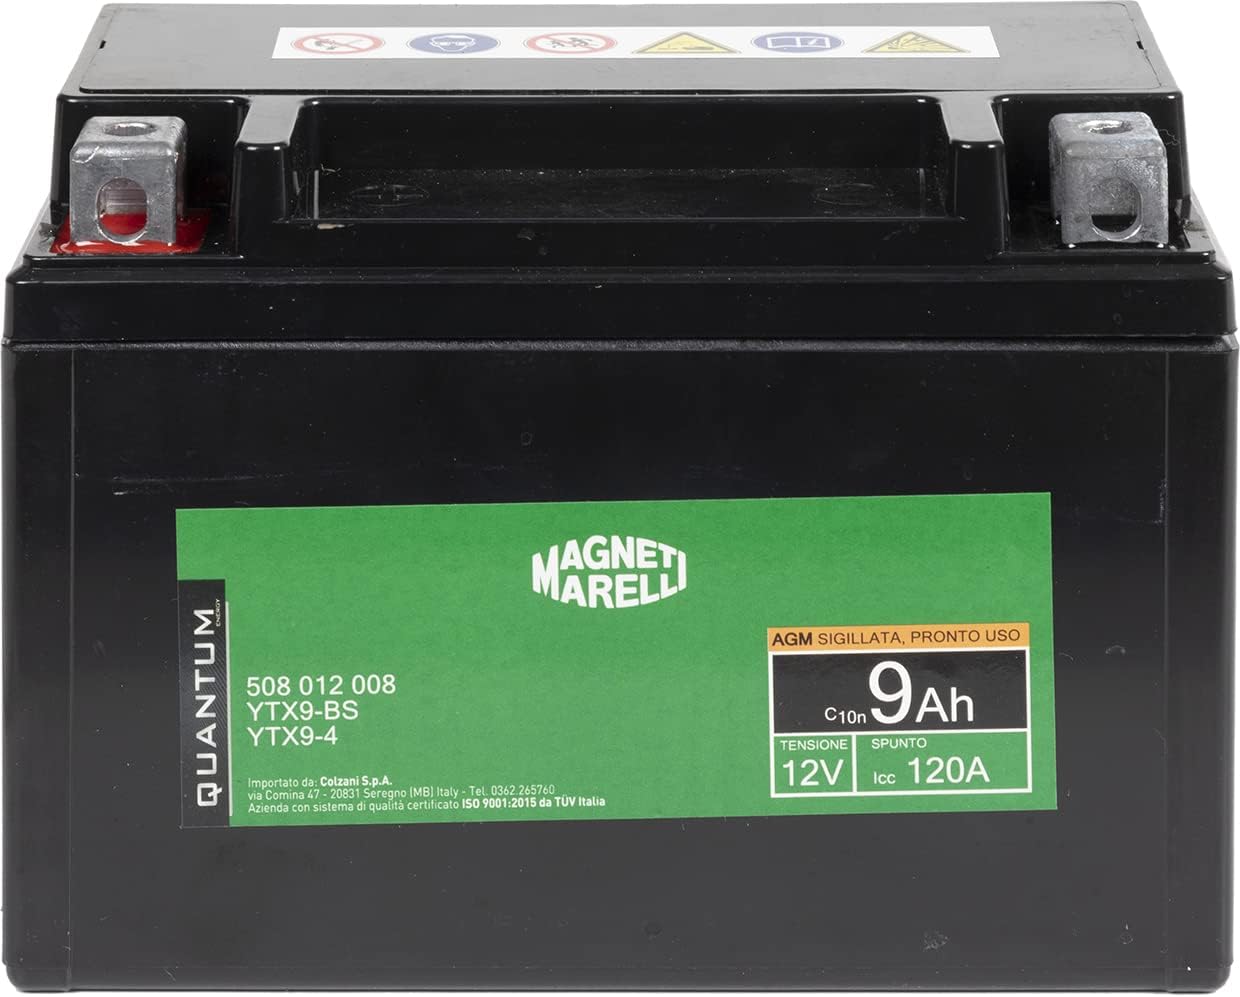 MAGNETI
MARELLI
QUANTUM
ENERGY
508 012 008
YTX9-BS
YTX9-4
Importato da: Colzani S.p.A.
via Comina 47 - 20831 Seregno (MB) Italy - Tel. 0362.265760
Azienda con sistema di qualità certificato ISO 9001:2015 da TÜV Italia
AGM SIGILLATA, PRONTO USO
C10n 9Ah
TENSIONE
12V
SPUNTO
Icc 120A